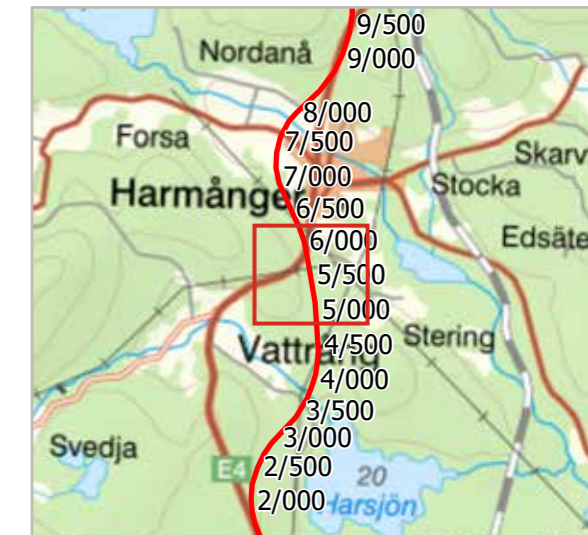 9/500
Nordanå
9/000
8/000
Forsa
7/500
Skarv
7/000
Stocka
Harmånger
6/500
6/000
Edsäte
5/500
5/000
Stering
4/500
Vattrång
4/000
3/500
3/000
Svedja
E4
2/500
20
2/000
Harsjön